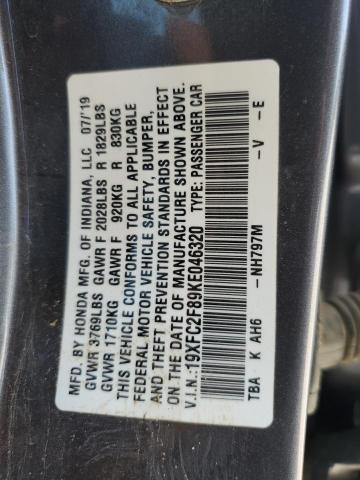 MFD. BY HONDA MFG. OF INDIANA, LLC 07/'19
GVWR 3769LBS GAWR F 2028LBS R 1829LBS
GVWR 1710KG GAWR F 920KG R 830KG
THIS VEHICLE CONFORMS TO ALL APPLICABLE
FEDERAL MOTOR VEHICLE SAFETY, BUMPER,
AND THEFT PREVENTION STANDARDS IN EFFECT
ON THE DATE OF MANUFACTURE SHOWN ABOVE.
V.I.N.:19XFC2F89KE046320 TYPE: PASSENGER CAR
TBA K AH6 -NH797M -V -E